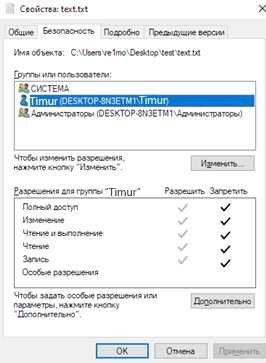 Свойства: text.txt
Общие Безопасность Подробно Предыдущие версии
Имя объекта: C:\Users\re1mo\Desktop\test\text.txt
Группы или пользователи:
СИСТЕМА
Timur (DESKTOP-8N3ETM1\Timur)
Администраторы (DESKTOP-8N3ETM1\Администраторы)
Чтобы изменить разрешения,
нажмите кнопку "Изменить".
Изменить...
Разрешения для группы "Timur" Разрешить Запретить
Полный доступ
Изменение
Чтение и выполнение
Чтение
Запись
Особые разрешения
Чтобы задать особые разрешения или
параметры, нажмите кнопку
"Дополнительно".
Дополнительно
OK Отмена Применить